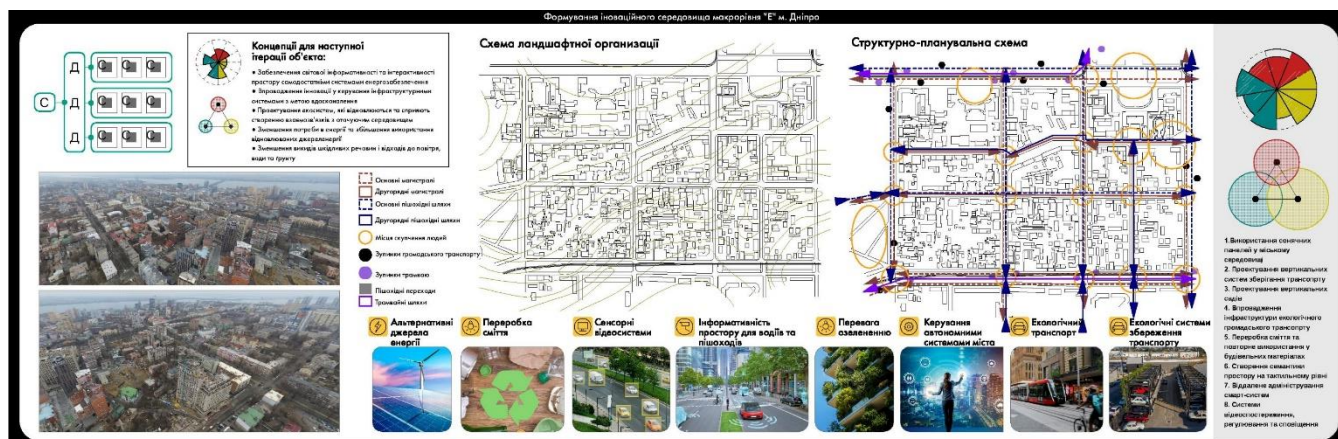 Формування іноваційного середовища макрорівня "Е" м. Дніпро
С
Д
Д
Д
С С С
С С С
С С С
Концепції для наступної
ітерації об'єкта:
● Забезпечення світової інформативності та інтерактивності
простору самодостатніми системами енергозабезпечення
● Впровадження інновації у керування інфраструктурними
системами з метою вдосконалення
● Проектування екосистем, які відновлюються та сприяють
створенню взаємозв'язків з оточуючим середовищем
● Зменшення потреби в енергії та збільшення використання
відновлюваних джерел енергії
● Зменшення викидів шкідливих речовин і відходів до повітря,
води та ґрунту
Основні магистралі
Другорядні магистралі
Основні пішохідні шляхи
Другорядні пішохідні шляхи
Місця скупчення людей
Зупинки громадського транспорту
Зупинки трамваю
Пішохідні переходи
Трамвайні шляхи
Схема ландшафтної організації
Структурно-планувальна схема
Альтернативні
джерела
енергії
Переробка
сміття
Сенсорні
відеосистеми
Інформативність
простору для водіїв та
пішоходів
Перевага
озелененню
Керування
автономними
системами міста
Екологічний
транспорт
Екологічні системи
збереження
транспорту
1.Використання сонячних
панелей у міському
середовищі
2. Проектування вертикальних
систем зберігання транспорту
3. Проектування вертикальних
садів
4. Впровадження
інфраструктури екологічного
громадського транспорту
5. Переробка сміття та
повторне використання у
будівельних матеріалах
6. Створення семантики
простору на тактильному рівні
7. Віддалене адміністрування
смарт-систем
8. Системи
відеоспостереження,
регулювання та сповіщення